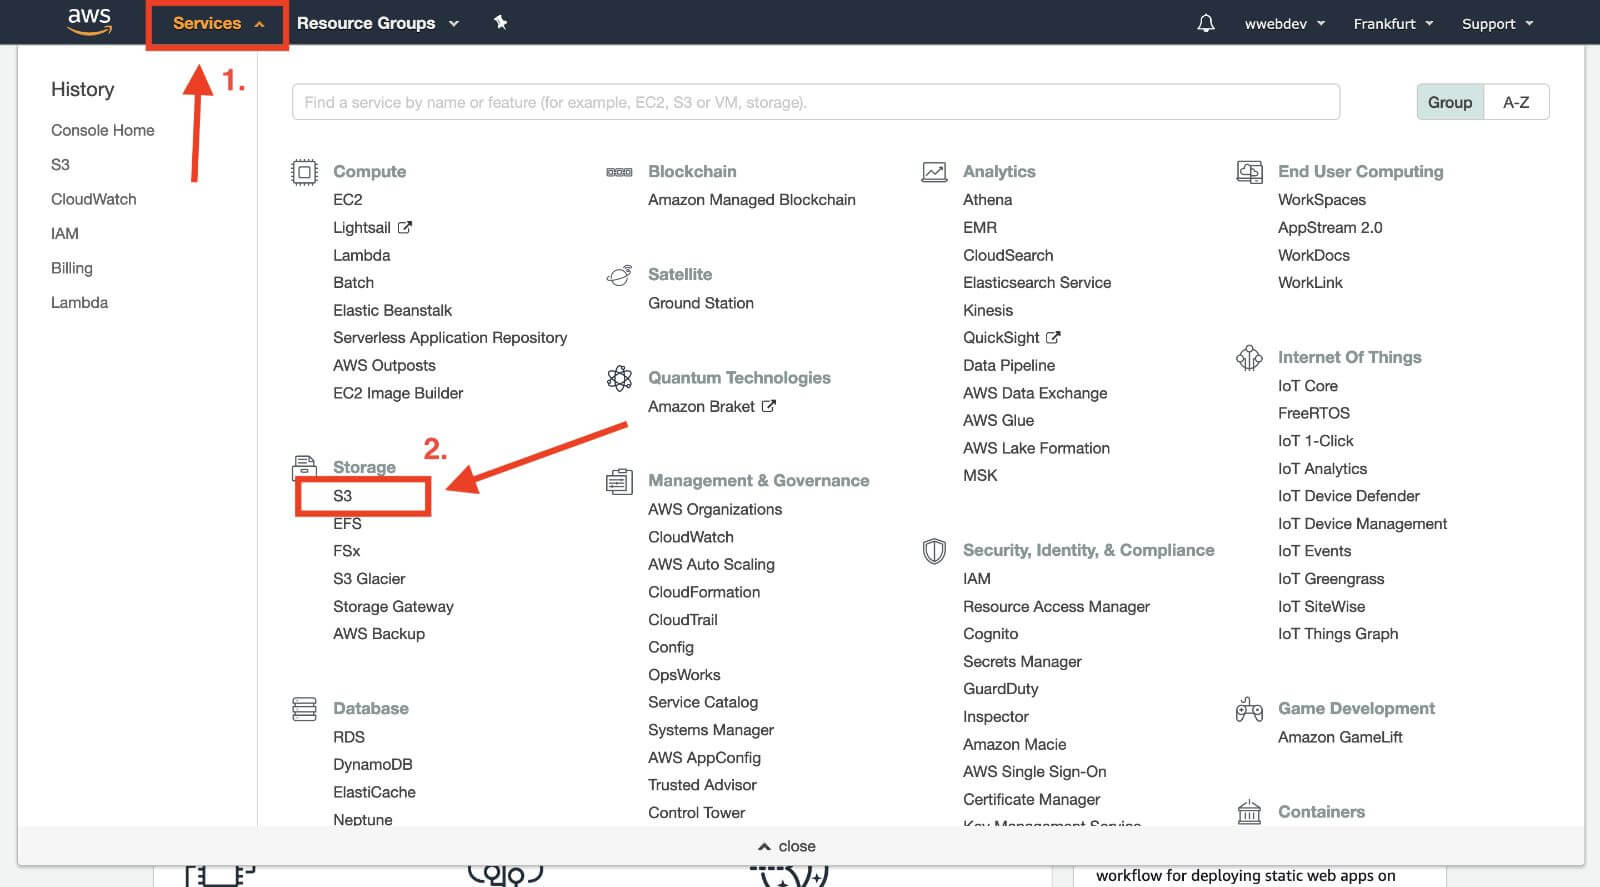 aws Services Resource Groups wwebdev Frankfurt Support
1.
History
Console Home
S3
CloudWatch
IAM
Billing
Lambda
Find a service by name or feature (for example, EC2, S3 or VM, storage).
Group A-Z
Compute
EC2
Lightsail
Lambda
Batch
Elastic Beanstalk
Serverless Application Repository
AWS Outposts
EC2 Image Builder
2.
Storage
S3
EFS
FSx
S3 Glacier
Storage Gateway
AWS Backup
Database
RDS
DynamoDB
ElastiCache
Neptune
Blockchain
Amazon Managed Blockchain
Satellite
Ground Station
Quantum Technologies
Amazon Braket
Management & Governance
AWS Organizations
CloudWatch
AWS Auto Scaling
CloudFormation
CloudTrail
Config
OpsWorks
Service Catalog
Systems Manager
AWS AppConfig
Trusted Advisor
Control Tower
Analytics
Athena
EMR
CloudSearch
Elasticsearch Service
Kinesis
QuickSight
Data Pipeline
AWS Data Exchange
AWS Glue
AWS Lake Formation
MSK
Security, Identity, & Compliance
IAM
Resource Access Manager
Cognito
Secrets Manager
GuardDuty
Inspector
Amazon Macie
AWS Single Sign-On
Certificate Manager
Key Management Service
End User Computing
WorkSpaces
AppStream 2.0
WorkDocs
WorkLink
Internet Of Things
IoT Core
FreeRTOS
IoT 1-Click
IoT Analytics
IoT Device Defender
IoT Device Management
IoT Events
IoT Greengrass
IoT SiteWise
IoT Things Graph
Game Development
Amazon GameLift
Containers
close
workflow for deploying static web apps on